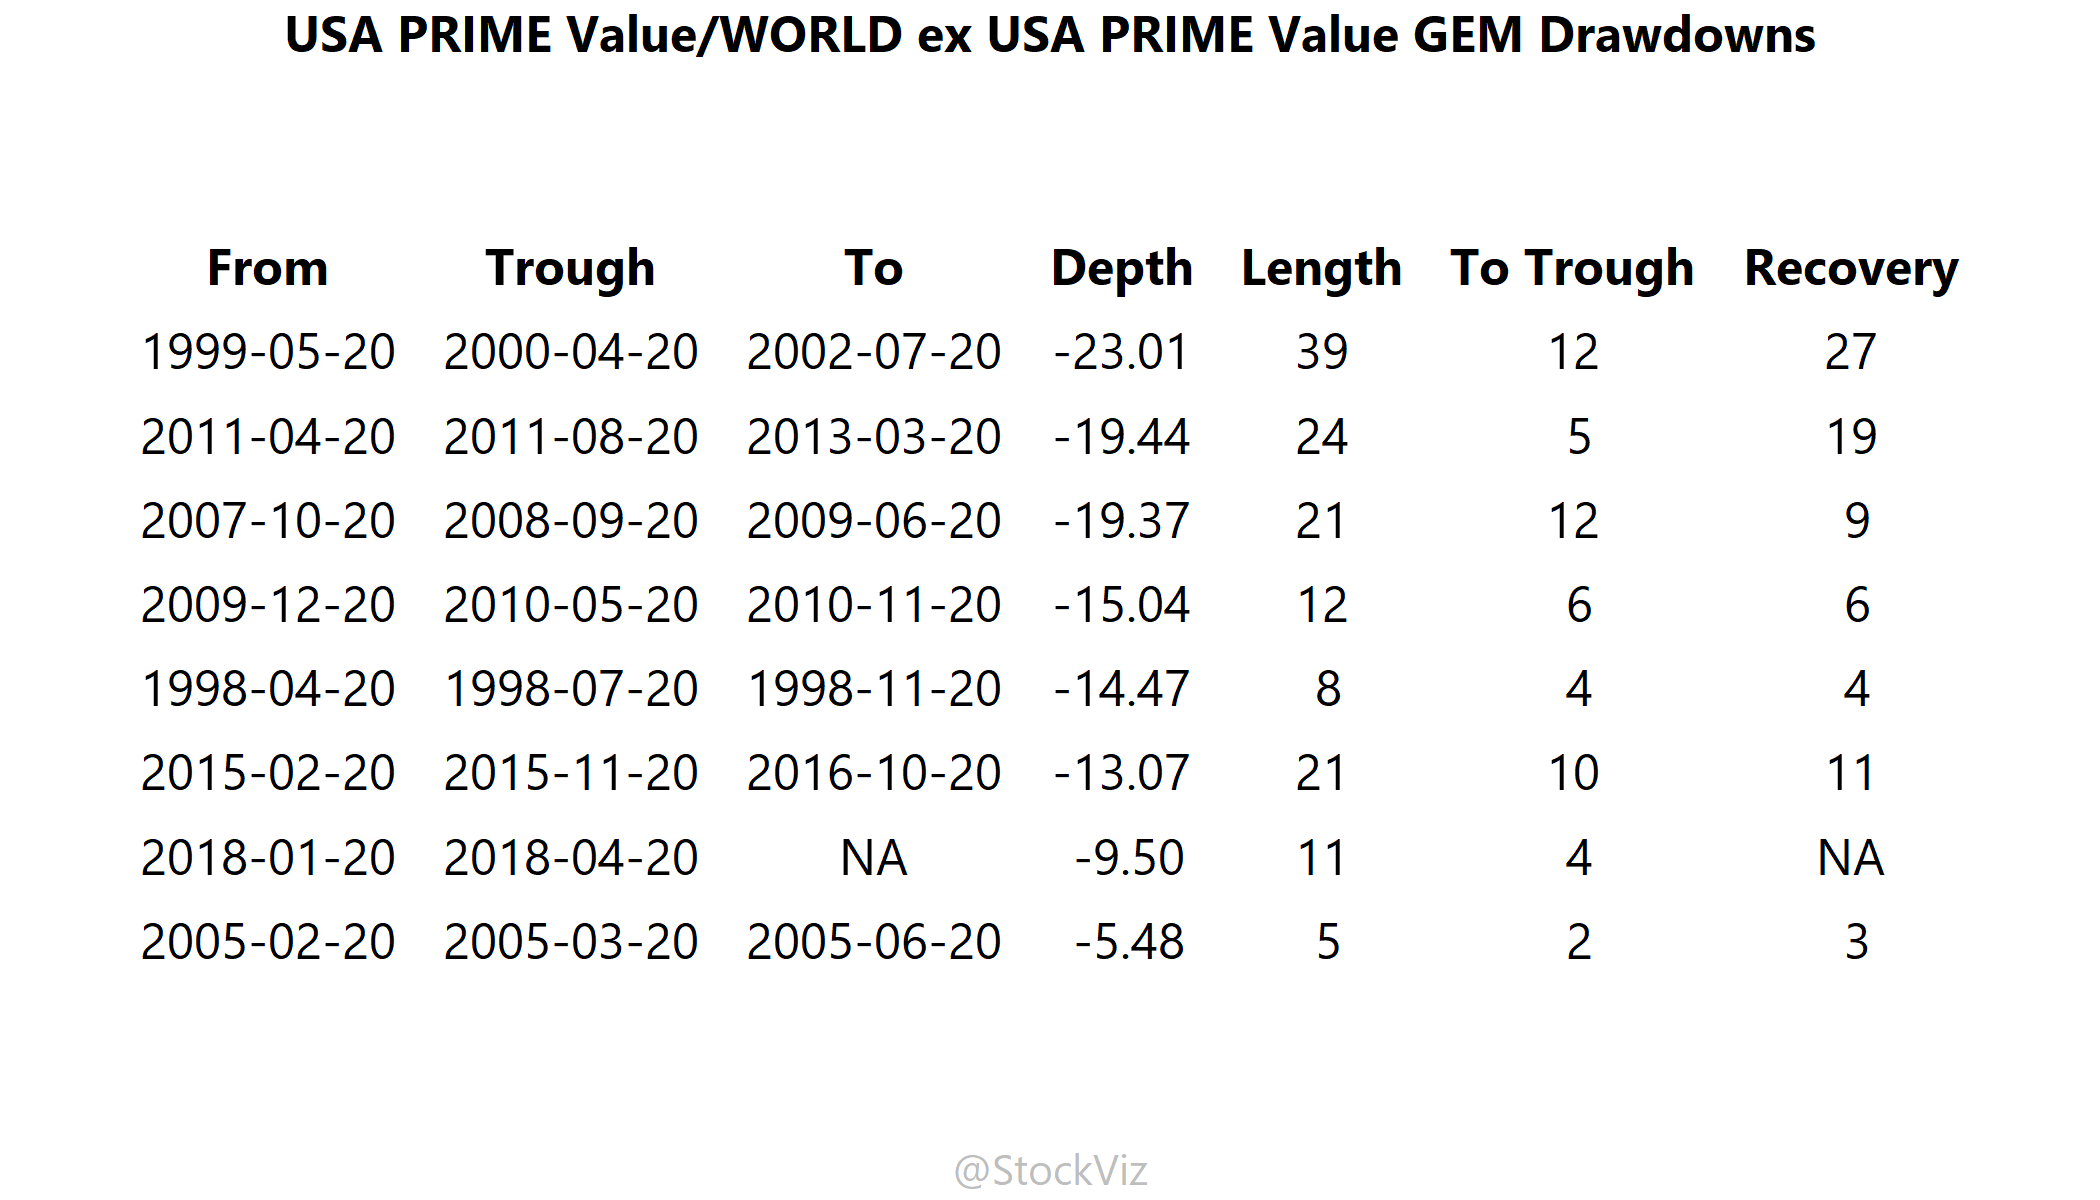 USA PRIME Value/WORLD ex USA PRIME Value GEM Drawdowns
From Trough To Depth Length To Trough Recovery
1999-05-20 2000-04-20 2002-07-20 -23.01 39 12 27
2011-04-20 2011-08-20 2013-03-20 -19.44 24 5 19
2007-10-20 2008-09-20 2009-06-20 -19.37 21 12 9
2009-12-20 2010-05-20 2010-11-20 -15.04 12 6 6
1998-04-20 1998-07-20 1998-11-20 -14.47 8 4 4
2015-02-20 2015-11-20 2016-10-20 -13.07 21 10 11
2018-01-20 2018-04-20 NA -9.50 11 4 NA
2005-02-20 2005-03-20 2005-06-20 -5.48 5 2 3
@StockViz